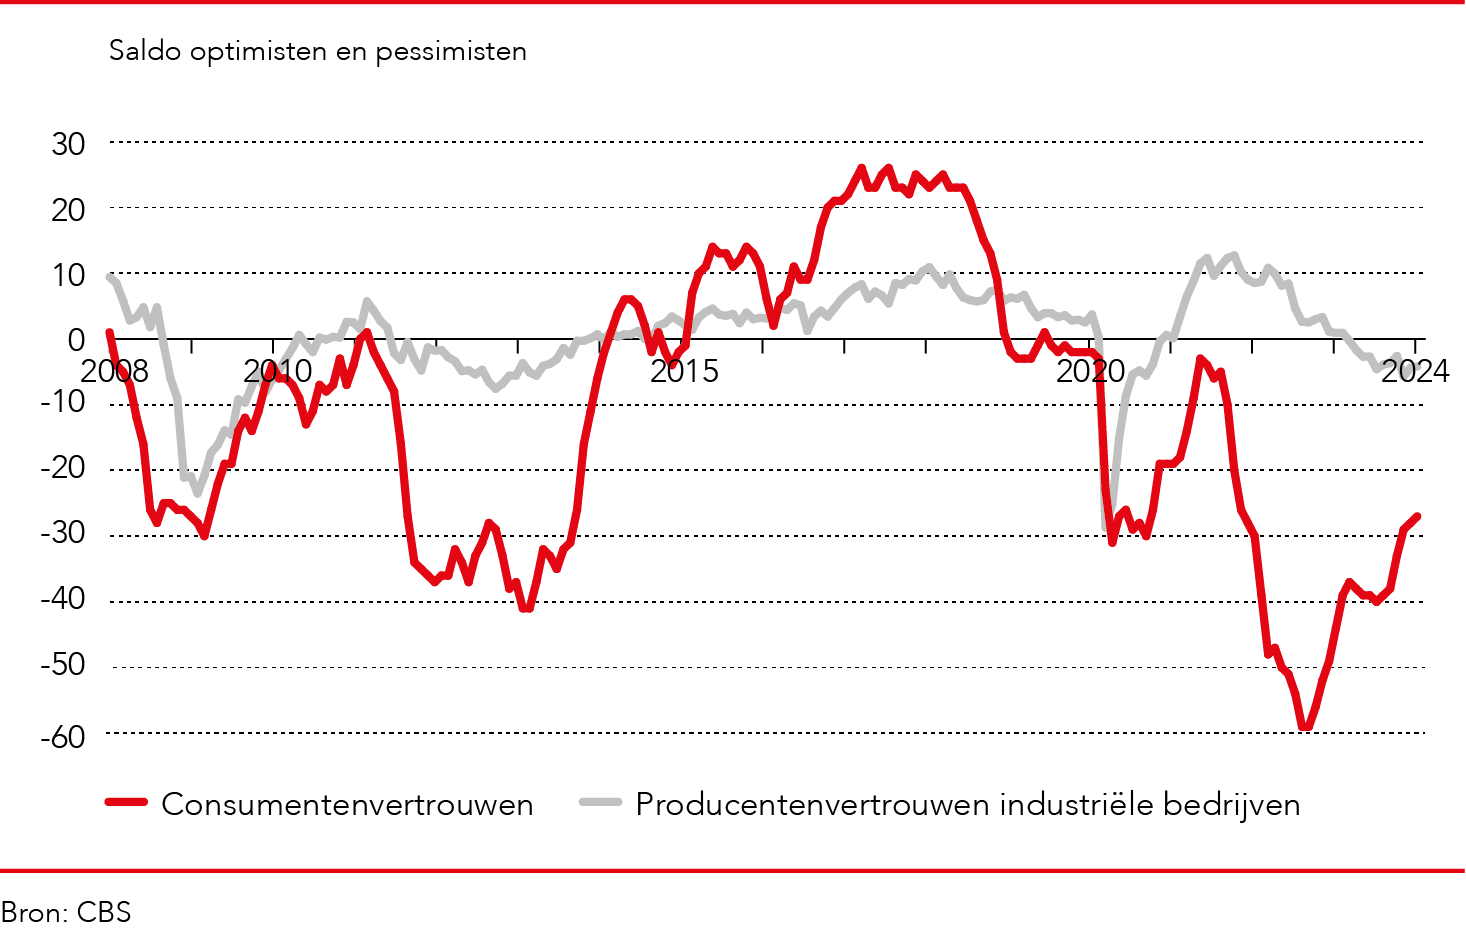 Saldo optimisten en pessimisten
30
20
10
0
2008 2010 2015 2020 2024
-10
-20
-30
-40
-50
-60
Consumentenvertrouwen Producentenvertrouwen industriële bedrijven
Bron: CBS